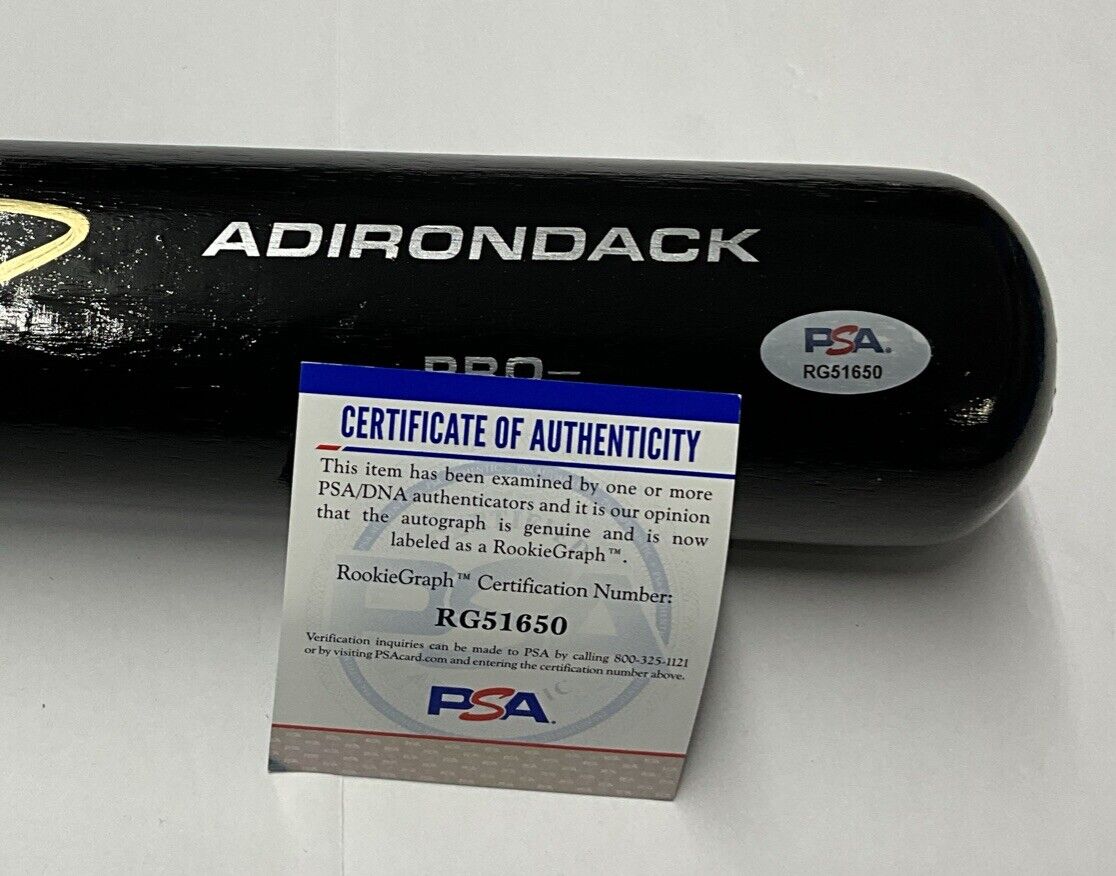 ADIRONDACK
PSA
RG51650
PRO-
CERTIFICATE OF AUTHENTICITY
This item has been examined by one or more
PSA/DNA authenticators and it is our opinion
that the autograph is genuine and is now
labeled as a RookieGraph™.
RookieGraph™ Certification Number:
RG51650
Verification inquiries can be made to PSA by calling 800-325-1121
or by visiting PSAcard.com and entering the certification number above.
PSA